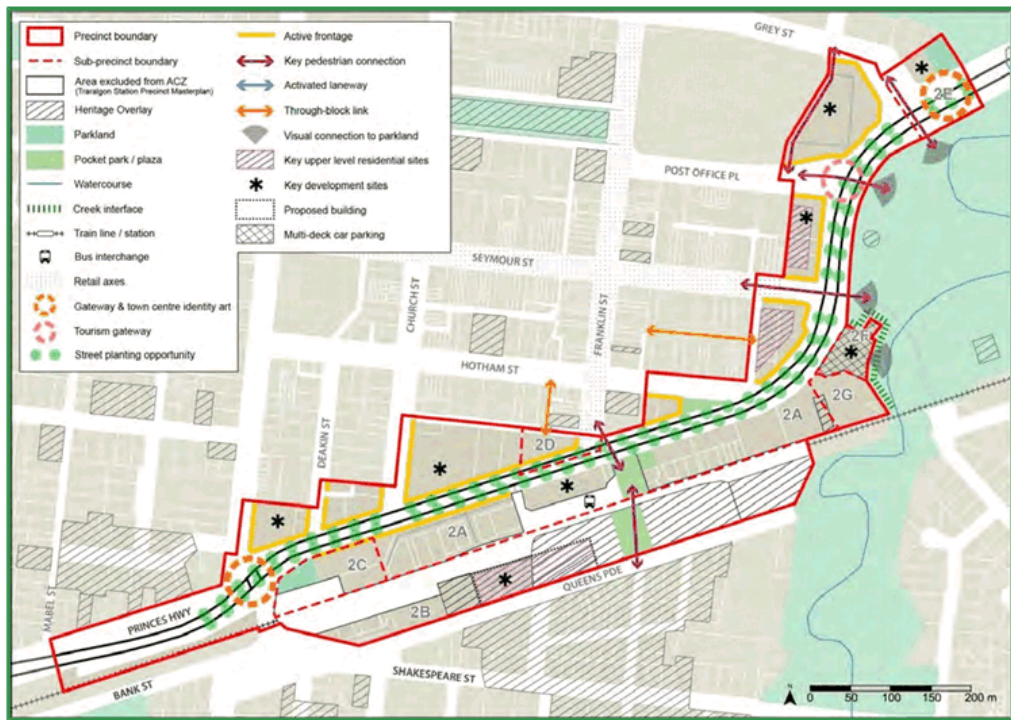 Precinct boundary
Sub-precinct boundary
Area excluded from ACZ
(Traralgon Station Precinct Masterplan)
Heritage Overlay
Parkland
Pocket park / plaza
Watercourse
Creek interface
Train line / station
Bus interchange
Retail axes
Gateway & town centre identity art
Tourism gateway
Street planting opportunity
Active frontage
Key pedestrian connection
Activated laneway
Through-block link
Visual connection to parkland
Key upper level residential sites
Key development sites
Proposed building
Multi-deck car parking
GREY ST
2E
POST OFFICE PL
SEYMOUR ST
CHURCH ST
FRANKLIN ST
HOTHAM ST
2F
2G
2A
DEAKIN ST
2D
2A
2C
2B
QUEENS PDE
MABEL ST
PRINCES HWY
BANK ST
SHAKESPEARE ST
N
0 50 100 150 200 m